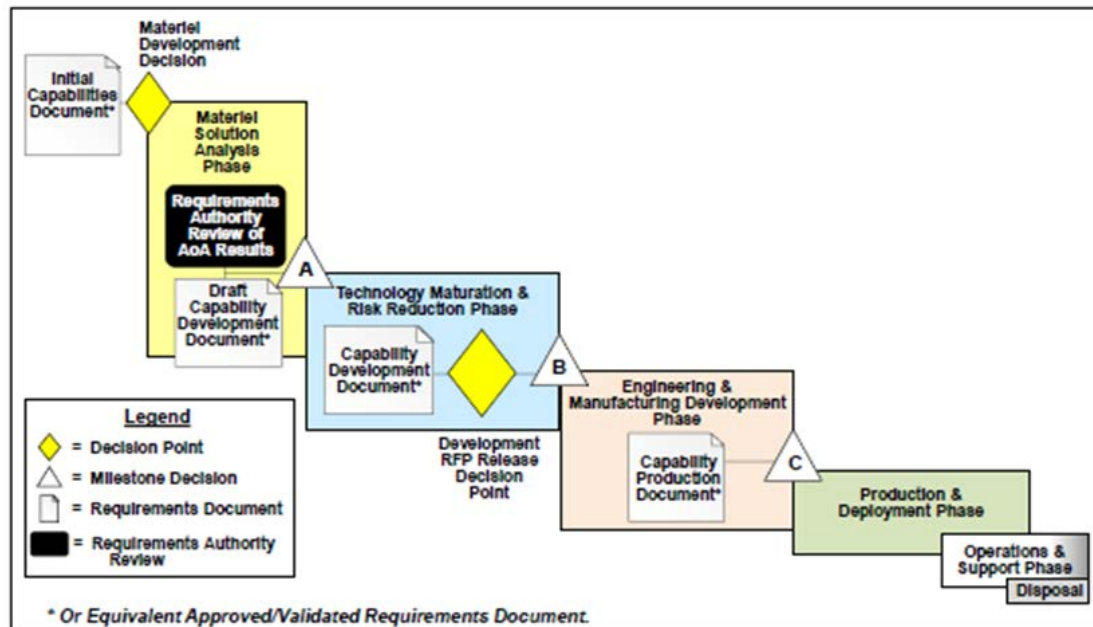 Materiel
Development
Decision
Initial
Capabilities
Document*
Materiel
Solution
Analysis
Phase
Requirements
Authority
Review of
AoA Results
A
Draft
Capability
Development
Document*
Technology Maturation &
Risk Reduction Phase
Capability
Development
Document*
B
Development
RFP Release
Decision
Point
Engineering &
Manufacturing Development
Phase
Capability
Production
Document*
C
Production &
Deployment Phase
Operations &
Support Phase
Disposal
Legend
= Decision Point
= Milestone Decision
= Requirements Document
= Requirements Authority
Review
* Or Equivalent Approved/Validated Requirements Document.